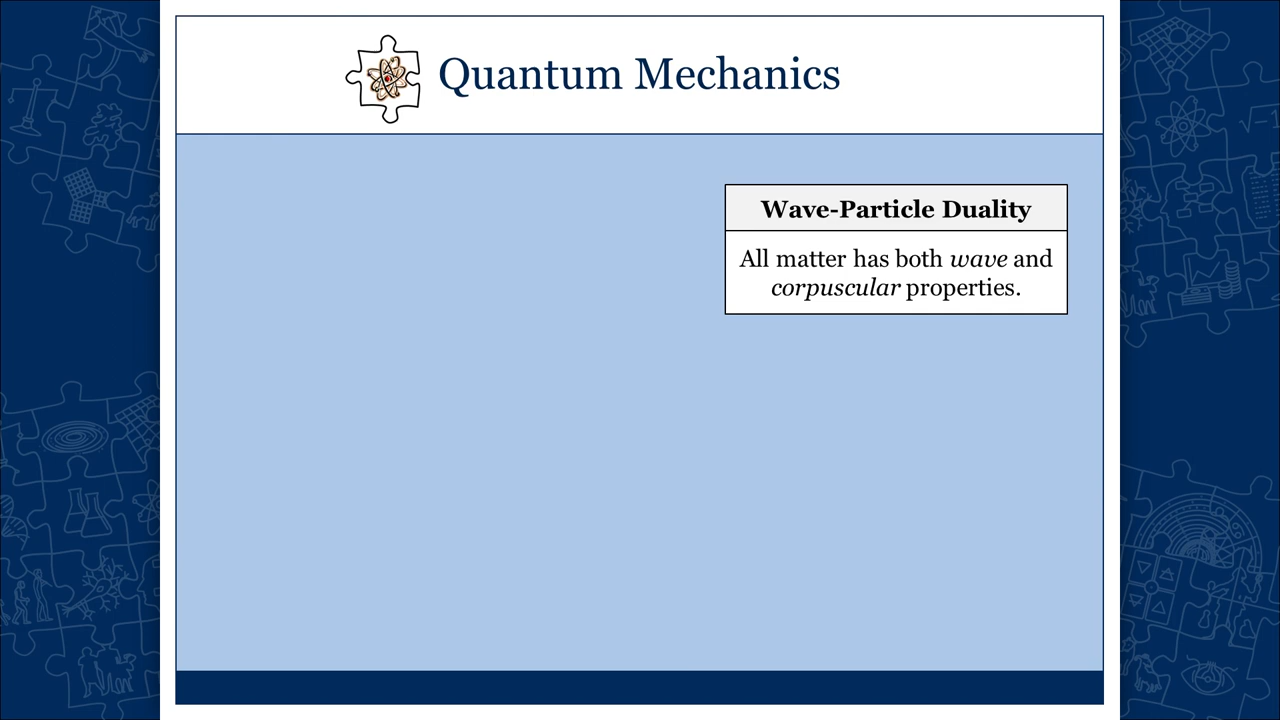 Quantum Mechanics
Wave-Particle Duality
All matter has both wave and
corpuscular properties.